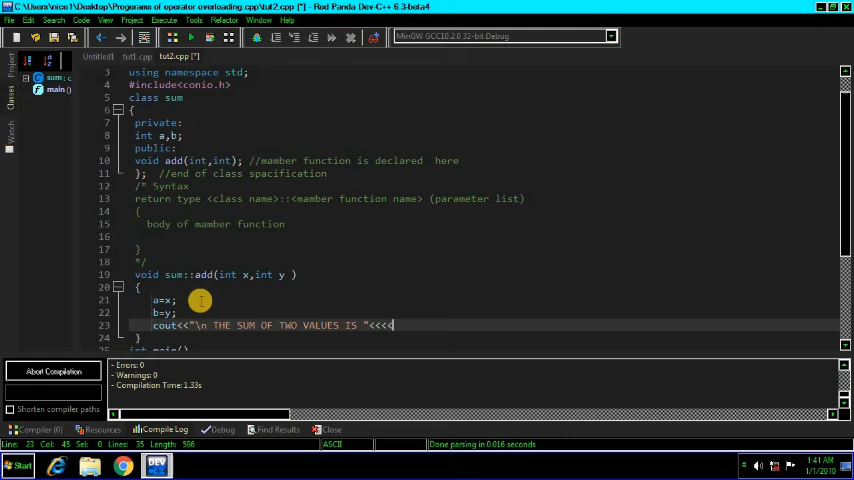 C:\Users\nice1\Desktop\Programs of operator overloading.cpp\tut2.cpp [*] - Red Panda Dev-C++ 6.3-beta4
File Edit Search Code View Project Execute Tools Refactor Window Help
MinGW GCC10.2.0 32-bit Debug
Untitled1 tut1.cpp tut2.cpp [*]
Project
Classes
Watch
sum : c
main ()
3 using namespace std;
4 #include<conio.h>
5 class sum
6 {
7 private:
8 int a,b;
9 public:
10 void add(int,int); //mamber function is declared  here
11 };  //end of class spacification
12 /* Syntax
13 return type <class name>::<mamber function name> (parameter list)
14 {
15 body of mamber function
16
17 }
18 */
19 void sum::add(int x,int y )
20 {
21 a=x;
22 b=y;
23 cout<<"\n THE SUM OF TWO VALUES IS "<<<<
24 }
25 int main()
Abort Compilation
Shorten compiler paths
- Errors: 0
- Warnings: 0
- Compilation Time: 1.33s
Compiler (0) Resources Compile Log Debug Find Results Close
Line: 23 Col: 45 Sel: 0 Lines: 35 Length: 596 ASCII Done parsing in 0.016 seconds
Start DEV 1:41 AM
1/1/2010